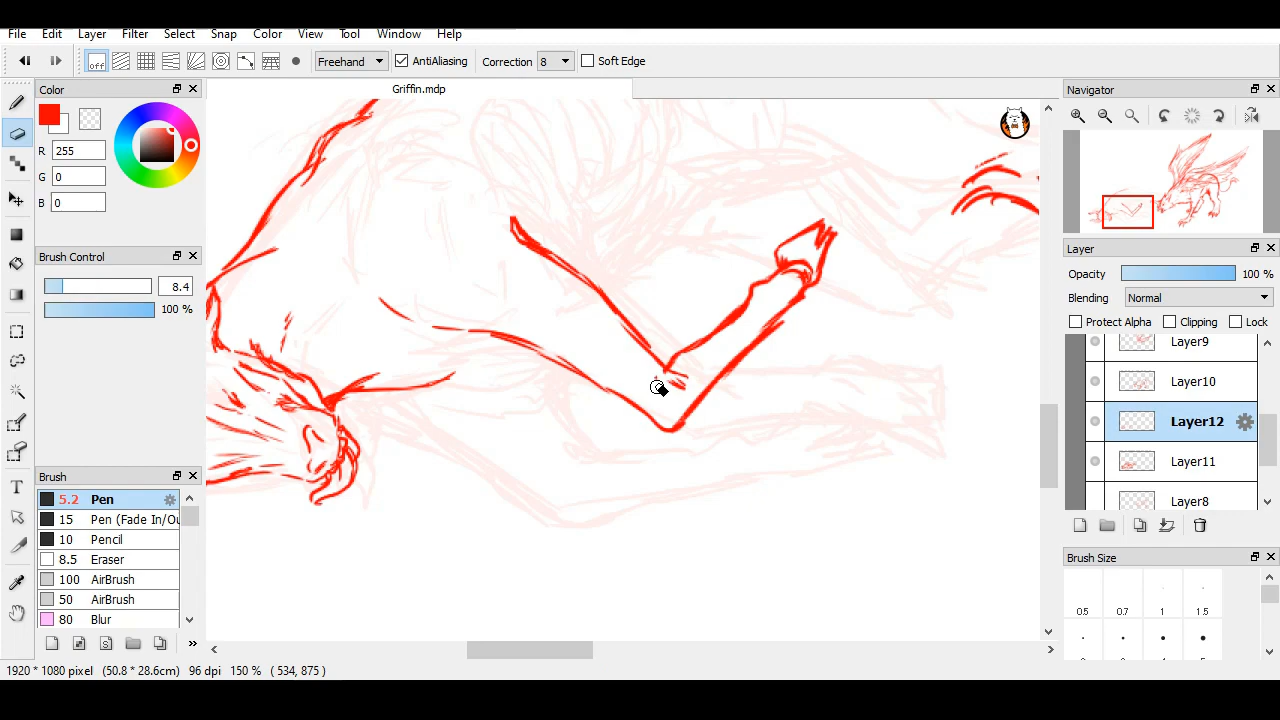 File Edit Layer Filter Select Snap Color View Tool Window Help
off Freehand AntiAliasing Correction 8 Soft Edge
Color
Griffin.mdp
Navigator
R 255
G 0
B 0
Brush Control
8.4
100 %
Layer
Opacity 100 %
Blending Normal
Protect Alpha Clipping Lock
Layer9
Layer10
Layer12
Layer11
Layer8
Brush
5.2 Pen
15 Pen (Fade In/Ou
10 Pencil
8.5 Eraser
100 AirBrush
50 AirBrush
80 Blur
»
Brush Size
0.5 0.7 1 1.5
1920 * 1080 pixel (50.8 * 28.6cm) 96 dpi 150 % ( 534, 875 )